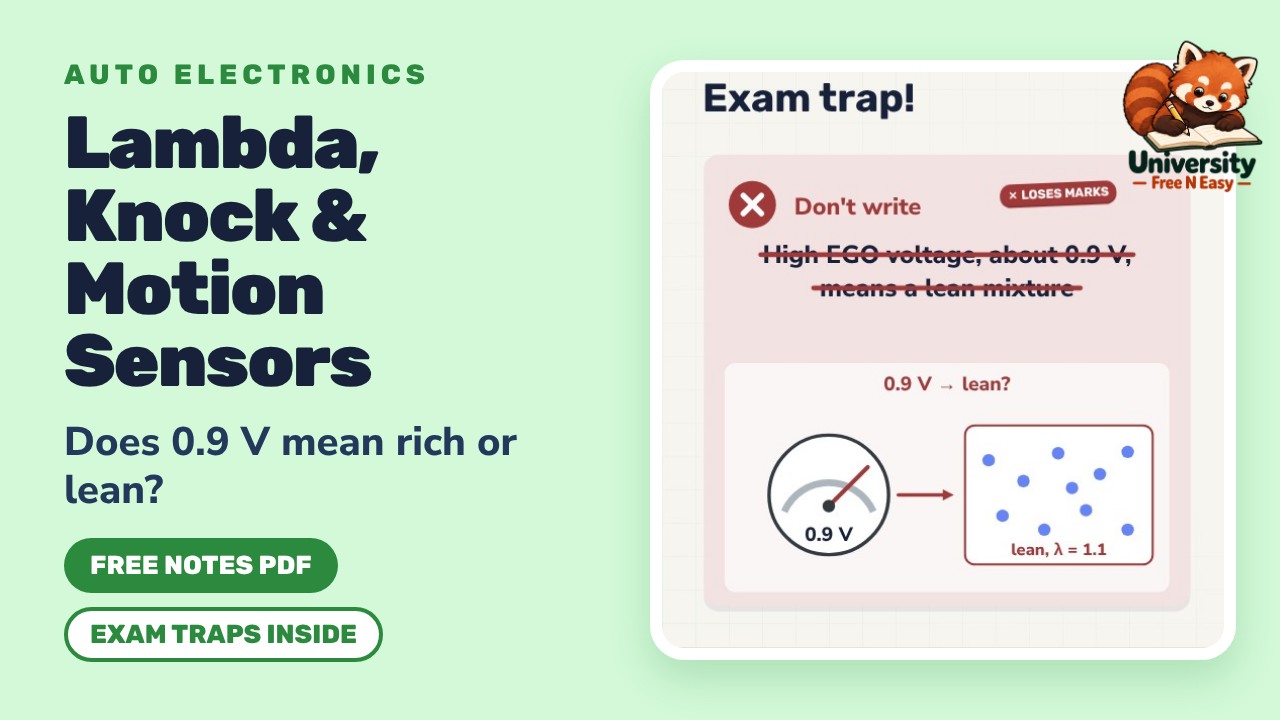 AUTO ELECTRONICS
Lambda,
Knock &
Motion
Sensors
Does 0.9 V mean rich or
lean?
FREE NOTES PDF
EXAM TRAPS INSIDE
Exam trap!
Don't write
× LOSES MARKS
High EGO voltage, about 0.9 V,
means a lean mixture
0.9 V → lean?
0.9 V
lean, λ = 1.1
University
Free N Easy